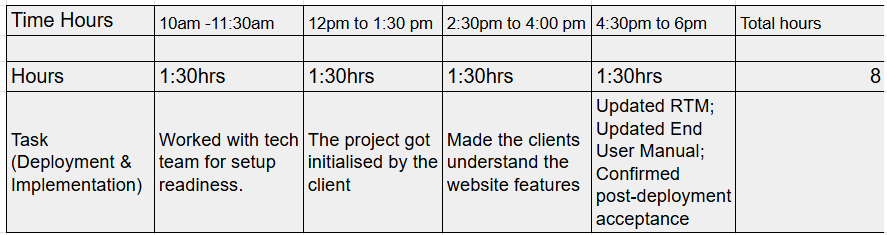 Time Hours 10am -11:30am 12pm to 1:30 pm 2:30pm to 4:00 pm 4:30pm to 6pm Total hours
Hours 1:30hrs 1:30hrs 1:30hrs 1:30hrs 8
Task
(Deployment &
Implementation)
Worked with tech
team for setup
readiness.
The project got
initialised by the
client
Made the clients
understand the
website features
Updated RTM;
Updated End
User Manual;
Confirmed
post-deployment
acceptance